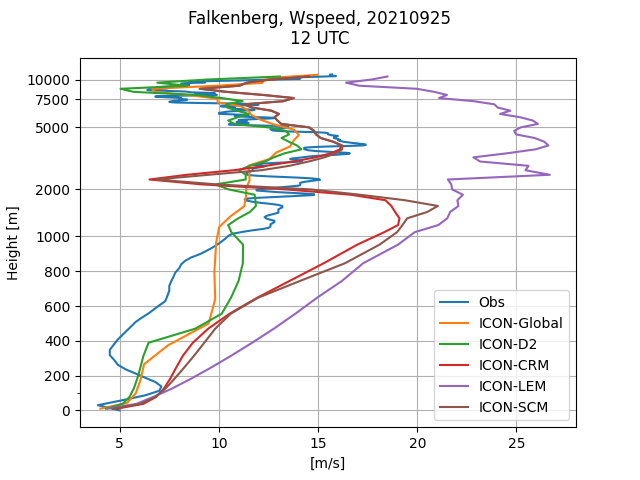 Falkenberg, Wspeed, 20210925
12 UTC
10000
7500
5000
2000
1000
800
600
400
200
0
Height [m]
5
10
15
20
25
[m/s]
Obs
ICON-Global
ICON-D2
ICON-CRM
ICON-LEM
ICON-SCM